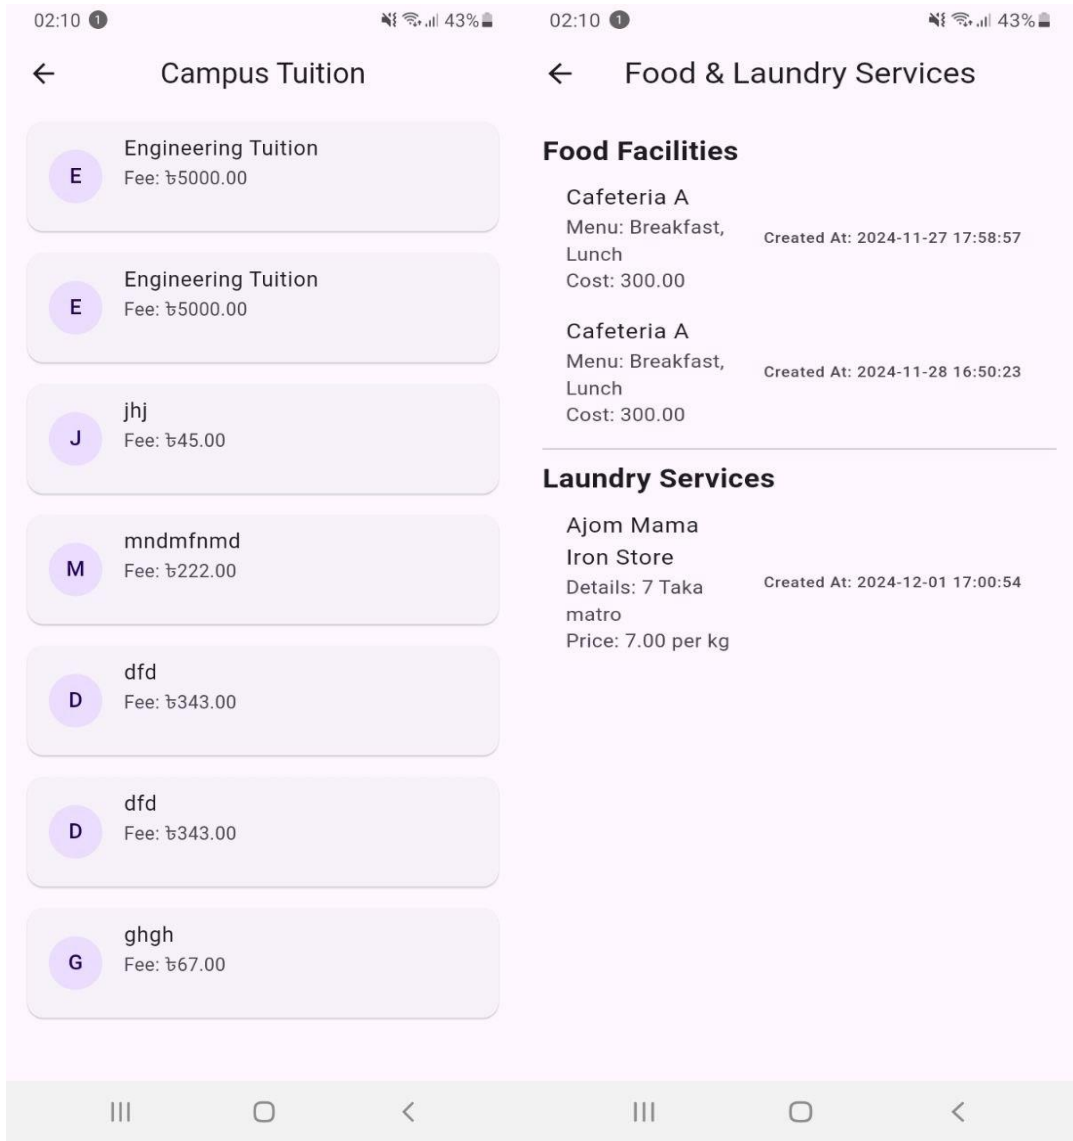 02:10 1 43%
Campus Tuition
E
Engineering Tuition
Fee: ৳5000.00
E
Engineering Tuition
Fee: ৳5000.00
J
jhj
Fee: ৳45.00
M
mndmfnmd
Fee: ৳222.00
D
dfd
Fee: ৳343.00
D
dfd
Fee: ৳343.00
G
ghgh
Fee: ৳67.00
02:10 1 43%
Food & Laundry Services
Food Facilities
Cafeteria A
Menu: Breakfast,
Lunch
Cost: 300.00
Created At: 2024-11-27 17:58:57
Cafeteria A
Menu: Breakfast,
Lunch
Cost: 300.00
Created At: 2024-11-28 16:50:23
Laundry Services
Ajom Mama
Iron Store
Details: 7 Taka
matro
Price: 7.00 per kg
Created At: 2024-12-01 17:00:54